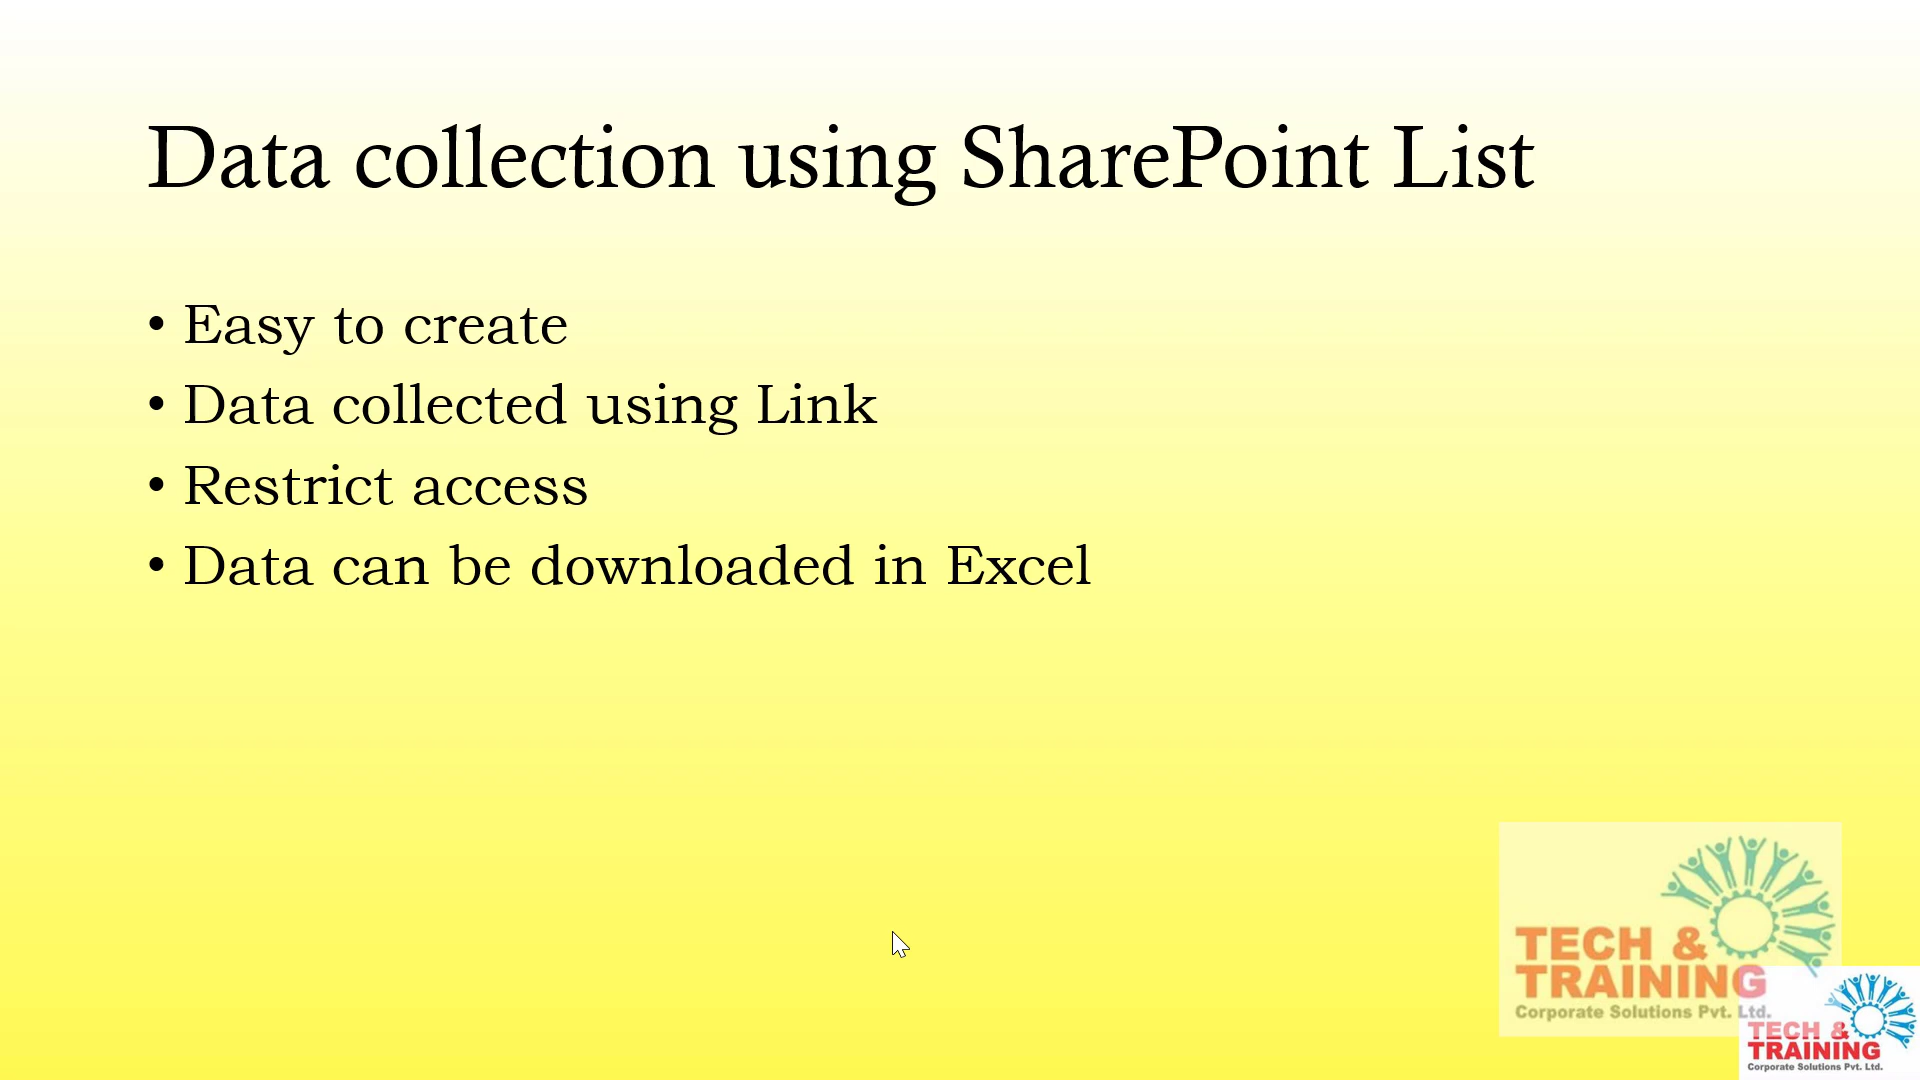 Data collection using SharePoint List
• Easy to create
• Data collected using Link
• Restrict access
• Data can be downloaded in Excel
TECH &
TRAINING
Corporate Solutions Pvt. Ltd.
TECH &
TRAINING
Corporate Solutions Pvt. Ltd.